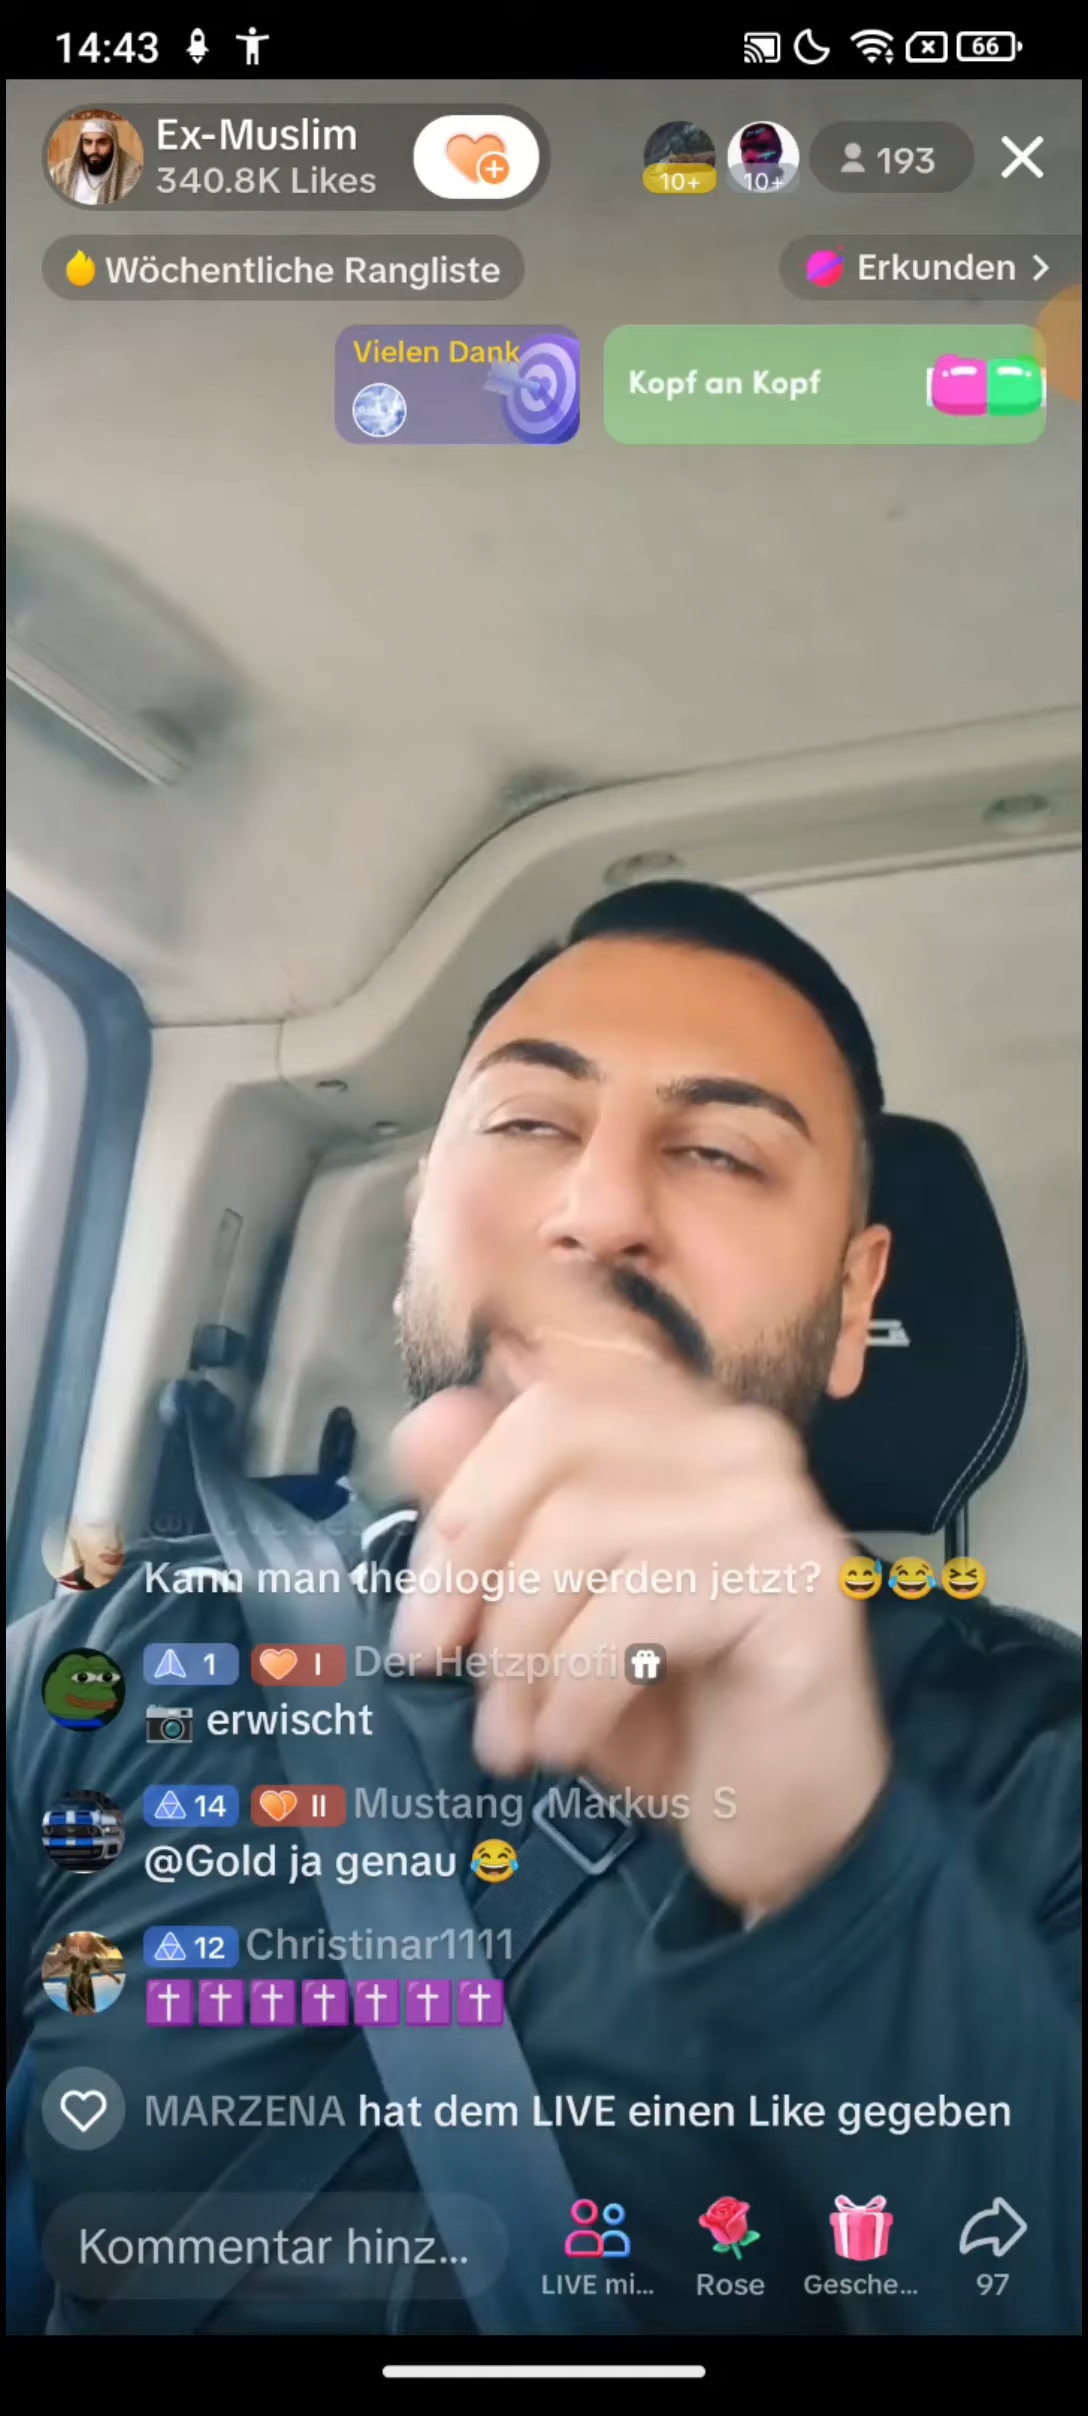 14:43
66
Ex-Muslim
340.8K Likes
10+
10+
193
Wöchentliche Rangliste
Erkunden
Vielen Dank
Kopf an Kopf
Kann man theologie werden jetzt? 😅😂😆
1 I Der Hetzprofi
📷 erwischt
14 II Mustang Markus S
@Gold ja genau 😂
12 Christinar1111
✝️✝️✝️✝️✝️✝️✝️
MARZENA hat dem LIVE einen Like gegeben
Kommentar hinz...
LIVE mi...
Rose
Gesche...
97